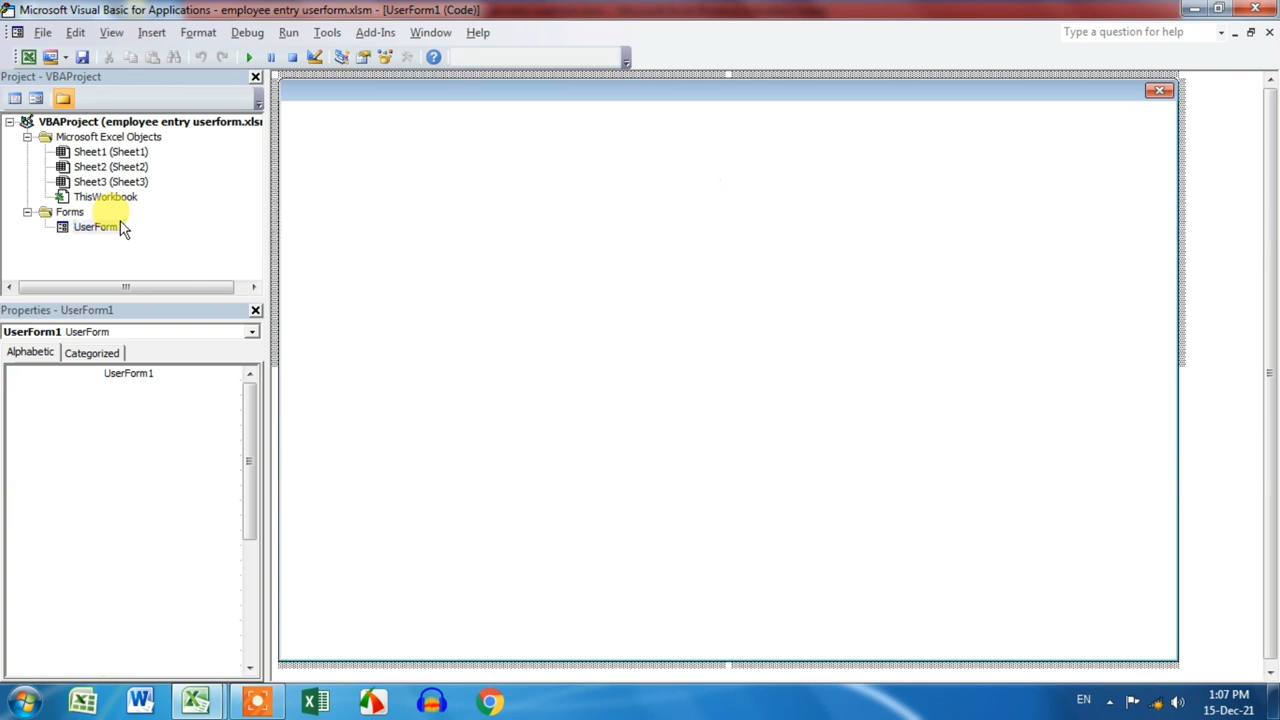 Microsoft Visual Basic for Applications - employee entry userform.xlsm - [UserForm1 (Code)]
File Edit View Insert Format Debug Run Tools Add-Ins Window Help
Type a question for help
Project - VBAProject
VBAProject (employee entry userform.xlsm
Microsoft Excel Objects
Sheet1 (Sheet1)
Sheet2 (Sheet2)
Sheet3 (Sheet3)
ThisWorkbook
Forms
UserForm
Properties - UserForm1
UserForm1 UserForm
Alphabetic Categorized
UserForm1
EN
1:07 PM
15-Dec-21